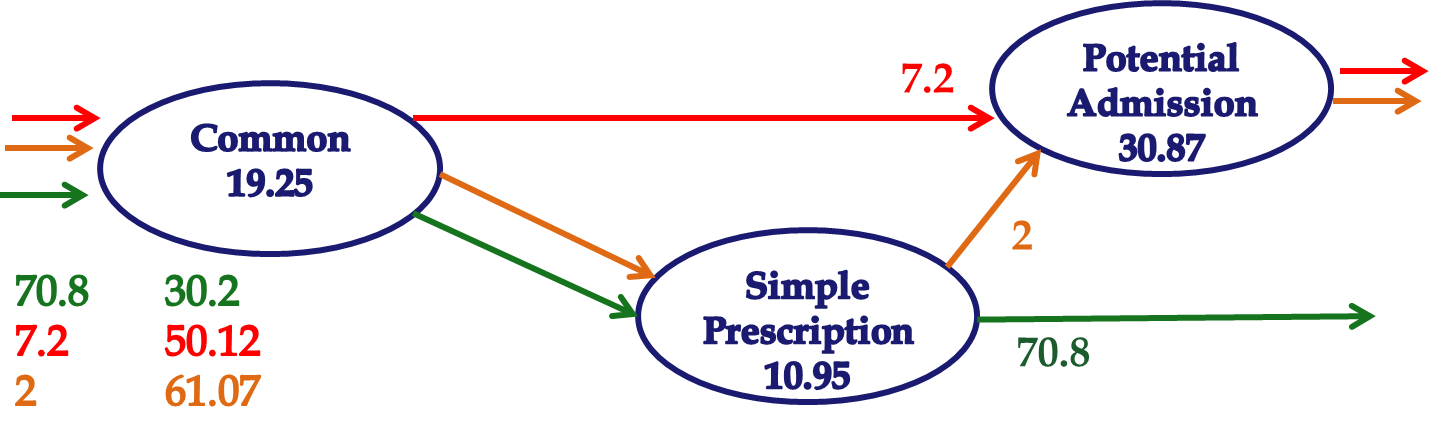 Common
19.25
7.2
Potential
Admission
30.87
2
Simple
Prescription
10.95
70.8
70.8 30.2
7.2 50.12
2 61.07